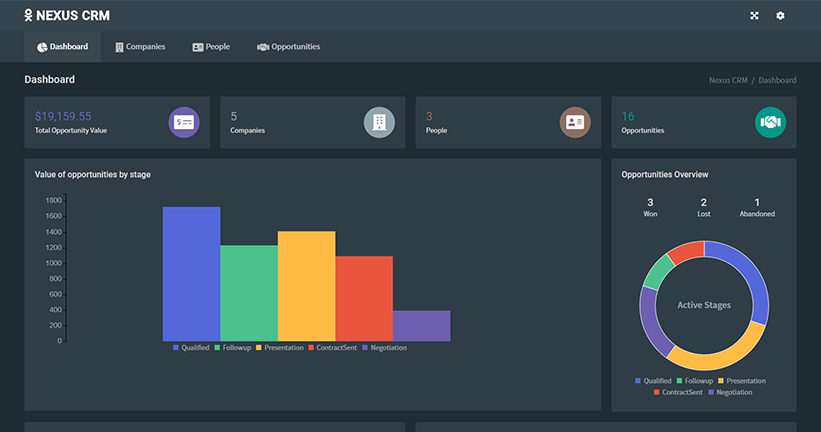 NEXUS CRM
Dashboard Companies People Opportunities
Dashboard
Nexus CRM / Dashboard
$19,159.55
Total Opportunity Value
5
Companies
3
People
16
Opportunities
Value of opportunities by stage
1800
1600
1400
1200
1000
800
600
400
200
0
Qualified Followup Presentation ContractSent Negotiation
Opportunities Overview
3 2 1
Won Lost Abandoned
Active Stages
Qualified Followup Presentation
ContractSent Negotiation